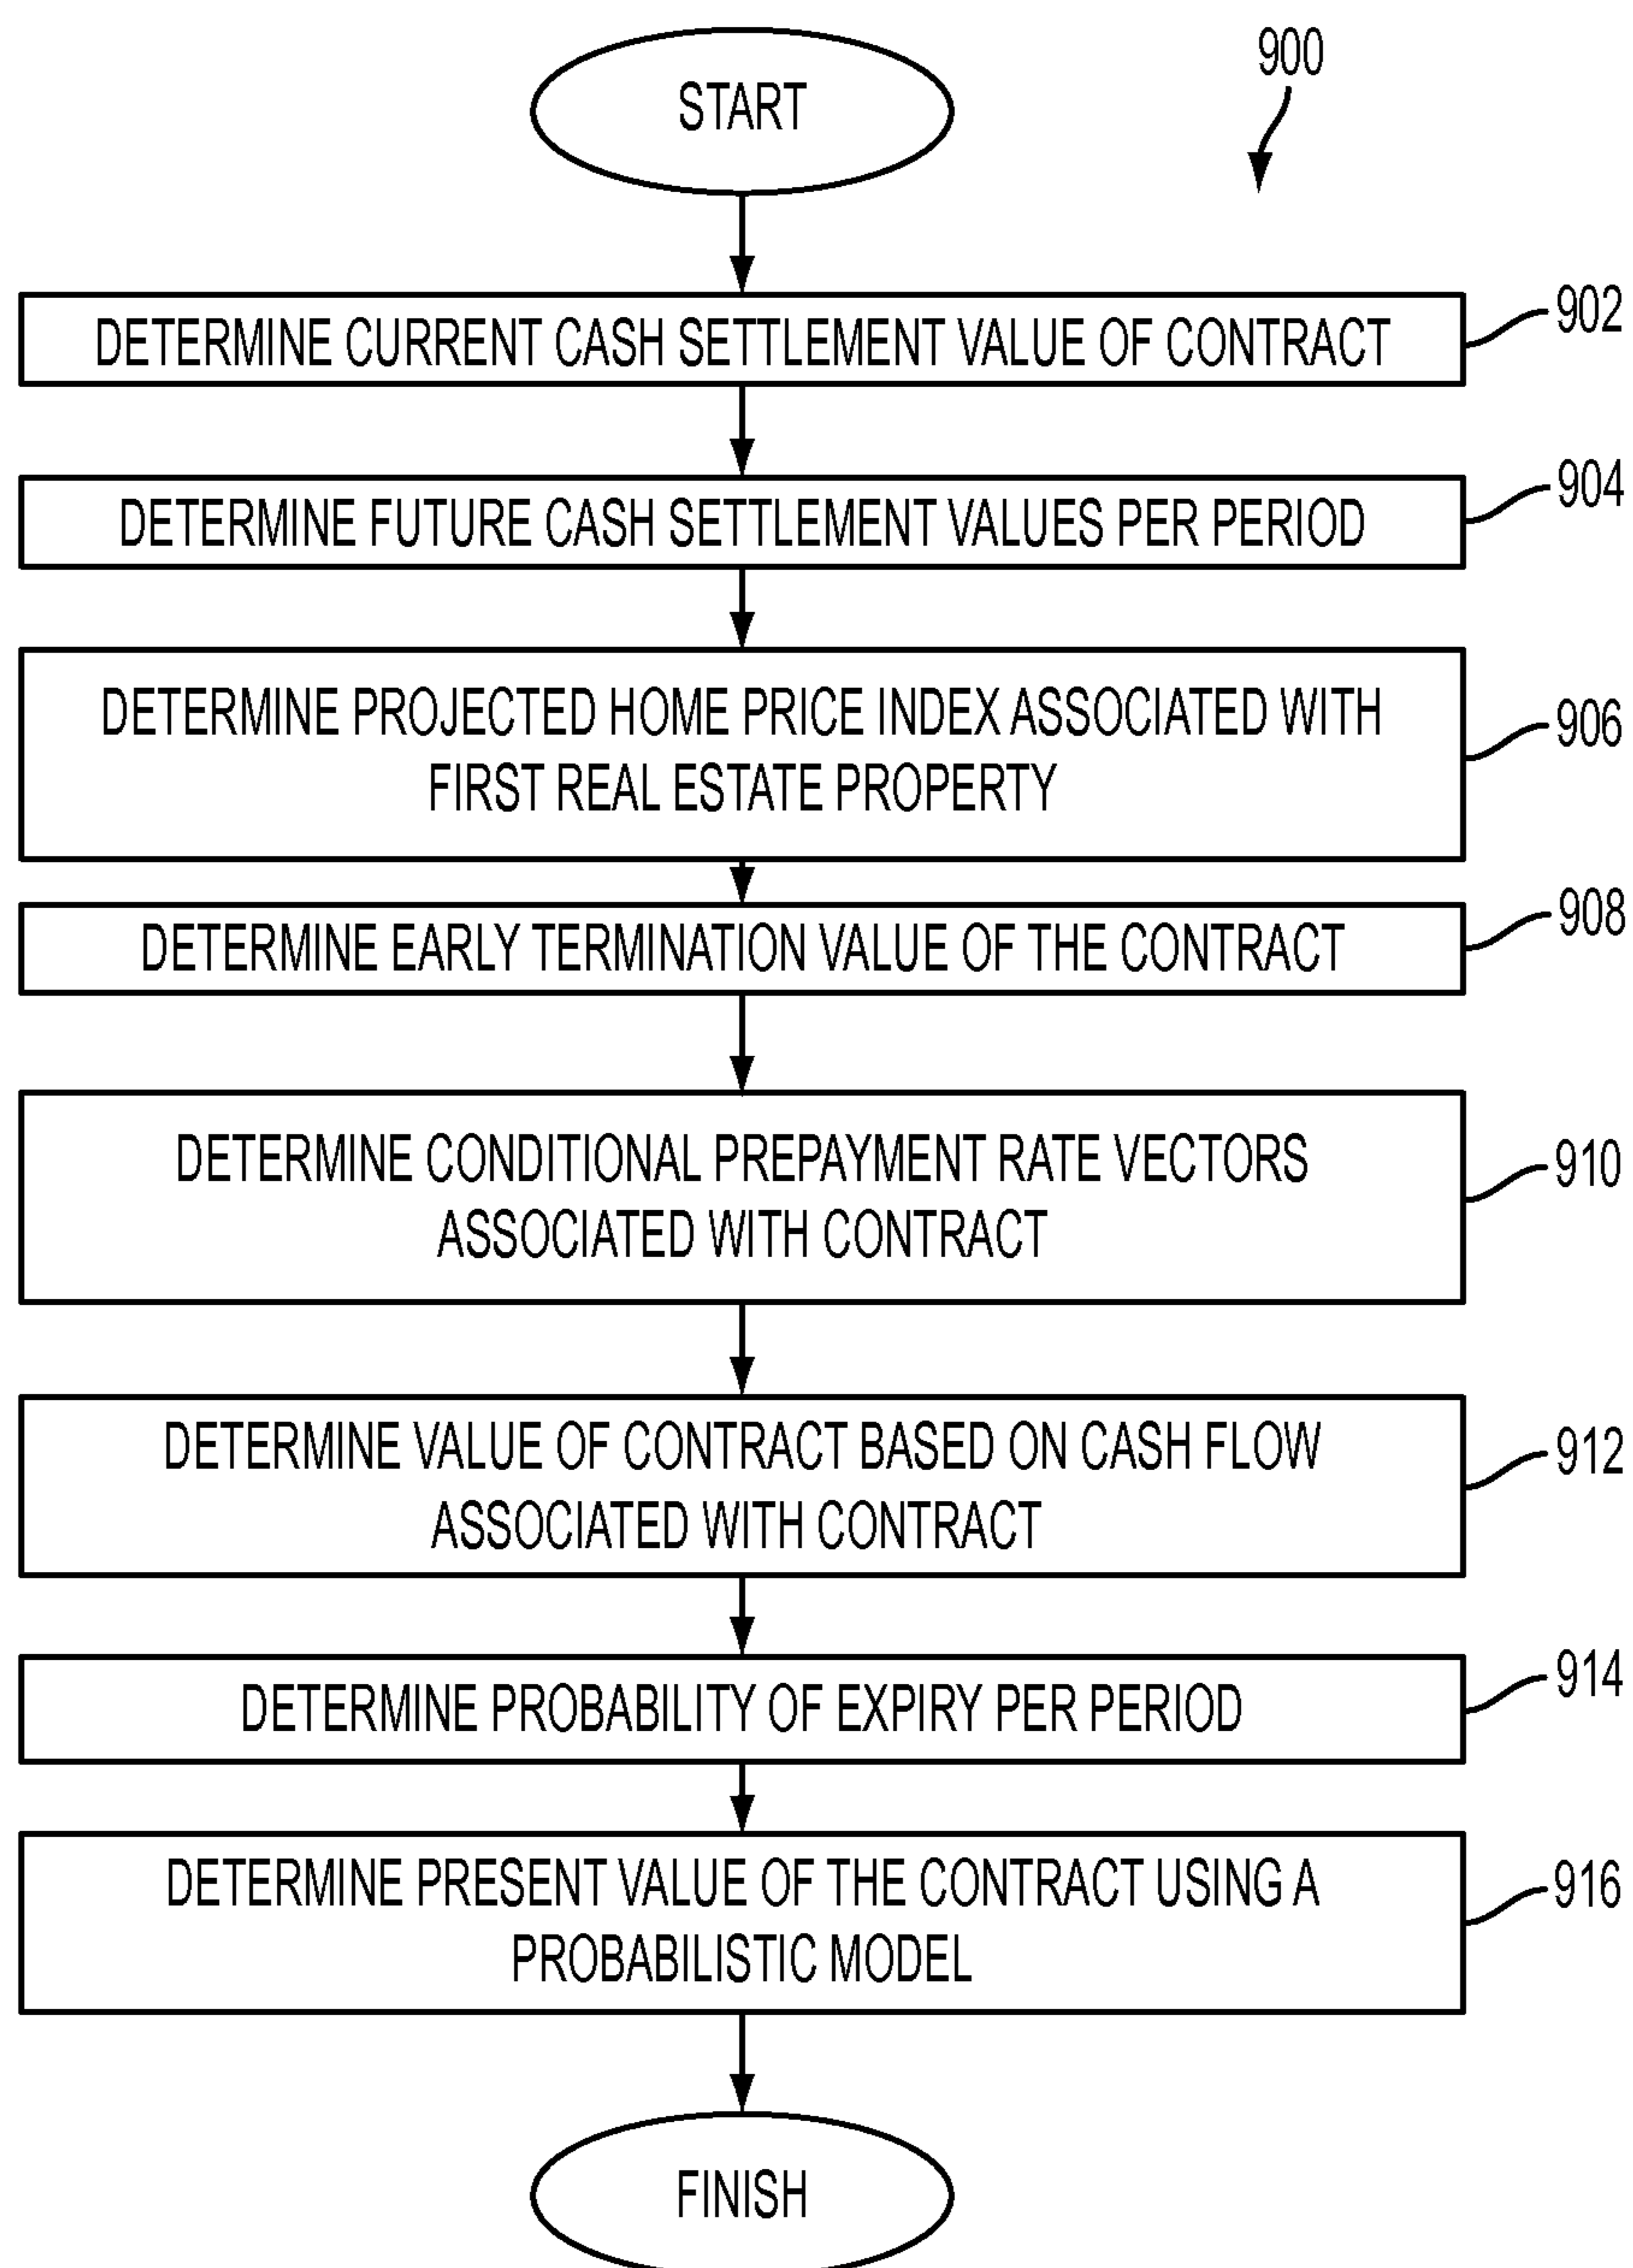 START
900
DETERMINE CURRENT CASH SETTLEMENT VALUE OF CONTRACT
902
DETERMINE FUTURE CASH SETTLEMENT VALUES PER PERIOD
904
DETERMINE PROJECTED HOME PRICE INDEX ASSOCIATED WITH
FIRST REAL ESTATE PROPERTY
906
DETERMINE EARLY TERMINATION VALUE OF THE CONTRACT
908
DETERMINE CONDITIONAL PREPAYMENT RATE VECTORS
ASSOCIATED WITH CONTRACT
910
DETERMINE VALUE OF CONTRACT BASED ON CASH FLOW
ASSOCIATED WITH CONTRACT
912
DETERMINE PROBABILITY OF EXPIRY PER PERIOD
914
DETERMINE PRESENT VALUE OF THE CONTRACT USING A
PROBABILISTIC MODEL
916
FINISH